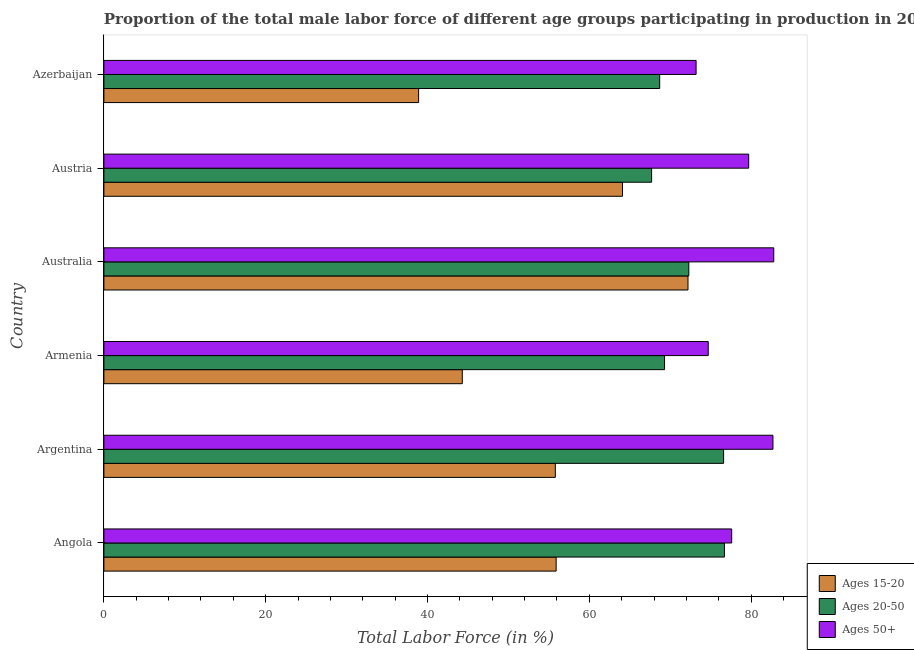 Proportion of the total male labor force of different age groups participating in production in 20
Azerbaijan
Austria
Australia
Armenia
Argentina
Angola
Country
0 20 40 60 80
Total Labor Force (in %)
Ages 15-20
Ages 20-50
Ages 50+